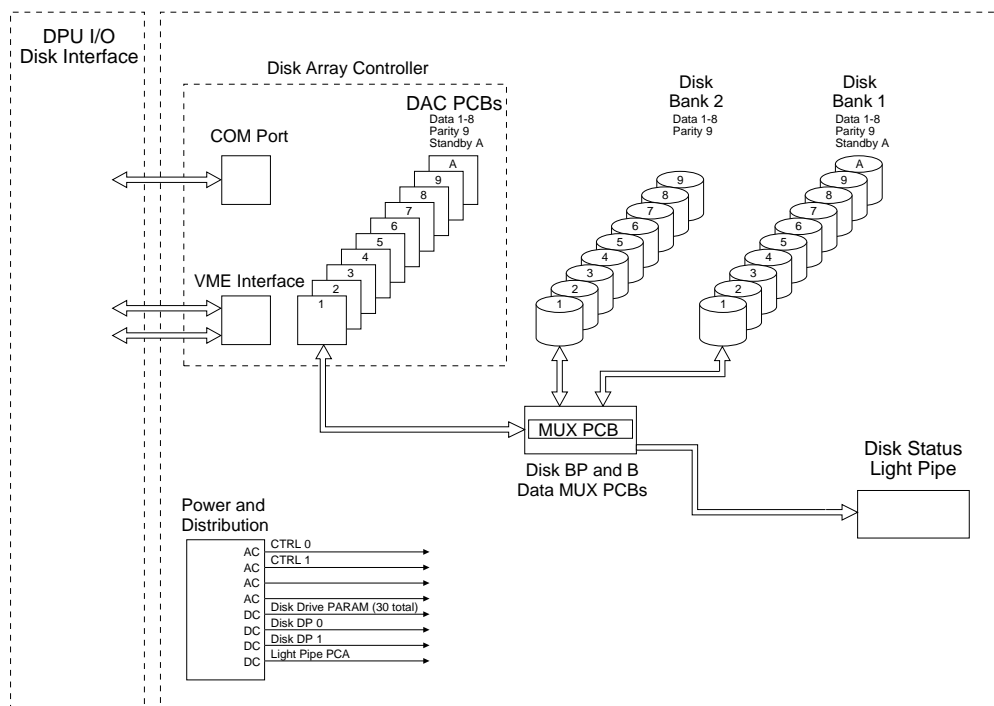 DPU I/O
Disk Interface
Disk Array Controller
DAC PCBs
Data 1-8
Parity 9
Standby A
COM Port
VME Interface
A
9
8
7
6
5
4
3
2
1
Disk
Bank 2
Data 1-8
Parity 9
9
8
7
6
5
4
3
2
1
Disk
Bank 1
Data 1-8
Parity 9
Standby A
A
9
8
7
6
5
4
3
2
1
MUX PCB
Disk BP and B
Data MUX PCBs
Disk Status
Light Pipe
Power and
Distribution
AC CTRL 0
AC CTRL 1
AC
AC
DC Disk Drive PARAM (30 total)
DC Disk DP 0
DC Disk DP 1
DC Light Pipe PCA